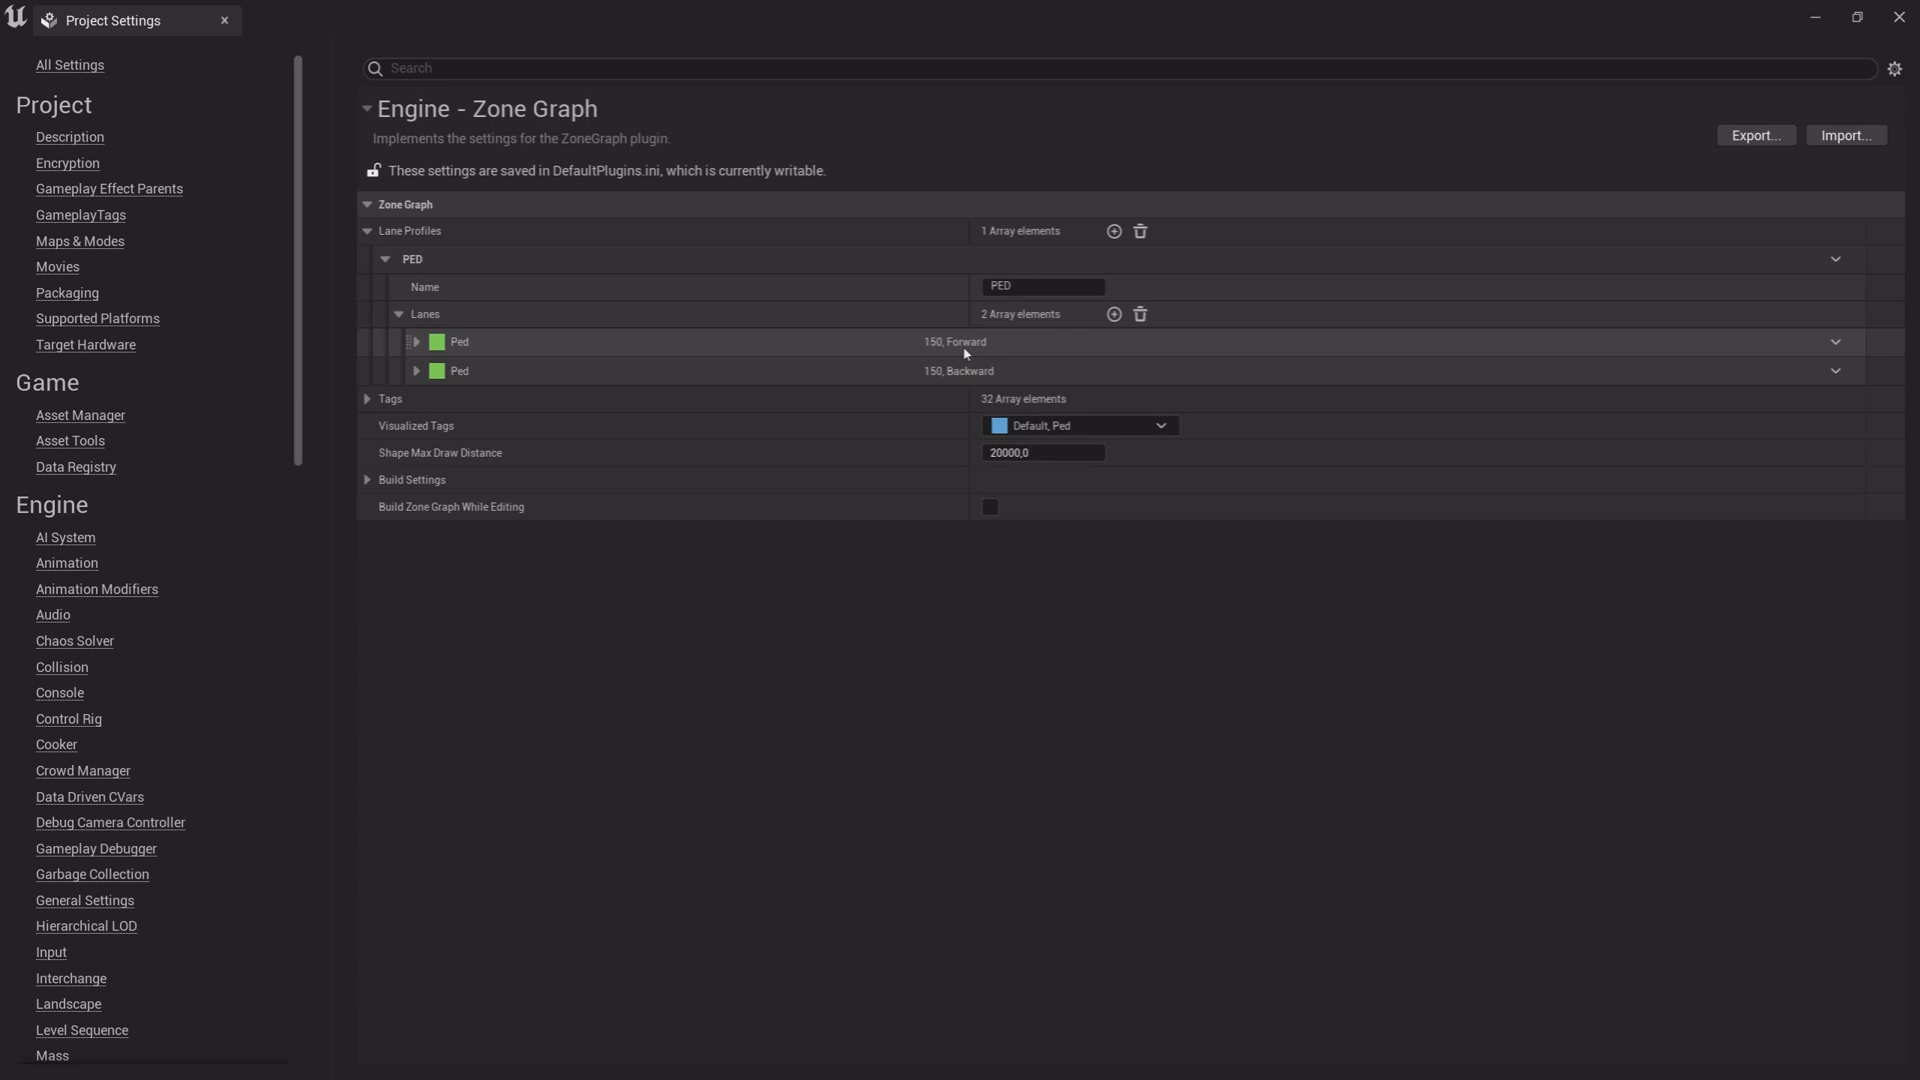 Project Settings
All Settings
Project
Description
Encryption
Gameplay Effect Parents
GameplayTags
Maps & Modes
Movies
Packaging
Supported Platforms
Target Hardware
Game
Asset Manager
Asset Tools
Data Registry
Engine
AI System
Animation
Animation Modifiers
Audio
Chaos Solver
Collision
Console
Control Rig
Cooker
Crowd Manager
Data Driven CVars
Debug Camera Controller
Gameplay Debugger
Garbage Collection
General Settings
Hierarchical LOD
Input
Interchange
Landscape
Level Sequence
Mass
Search
Engine - Zone Graph
Implements the settings for the ZoneGraph plugin.
Export... Import...
These settings are saved in DefaultPlugins.ini, which is currently writable.
Zone Graph
Lane Profiles 1 Array elements
PED
Name PED
Lanes 2 Array elements
Ped 150, Forward
Ped 150, Backward
Tags 32 Array elements
Visualized Tags Default, Ped
Shape Max Draw Distance 20000,0
Build Settings
Build Zone Graph While Editing